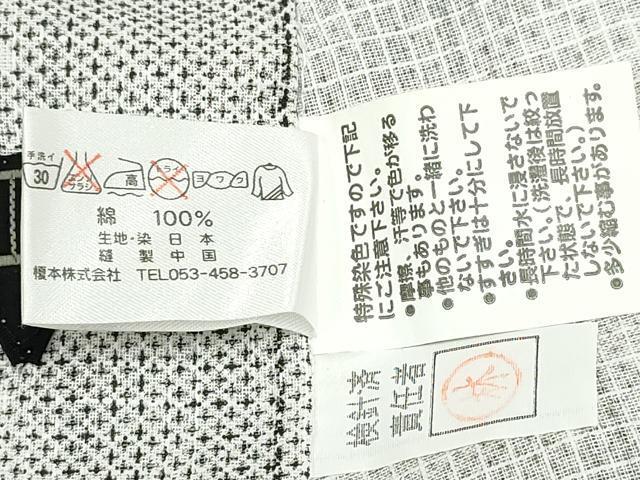 手洗イ
30
エンソ
高
ドライ
ヨワク
綿 100%
生地・染 日本
縫製 中国
榎本株式会社 TEL053-458-3707
特殊染色ですので下記
にご注意下さい。
●摩擦、汗等で色が移る
事もあります。
●他のものと一緒に洗わ
ないで下さい。
すすぎは十分にして下
さい。
●長時間水に浸さないで
下さい。(洗濯後は絞っ
た状態で、長時間放置
しないで下さい。)
●多少縮む事があります。
検針済
責任者